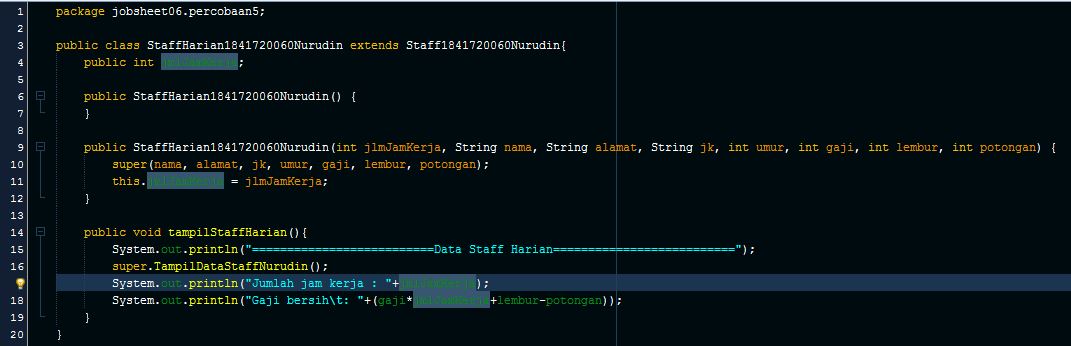 1 package jobsheet06.percobaan5;
2
3 public class StaffHarian1841720060Nurudin extends Staff1841720060Nurudin{
4 public int jmlJamKerja;
5
6 public StaffHarian1841720060Nurudin() {
7 }
8
9 public StaffHarian1841720060Nurudin(int jlmJamKerja, String nama, String alamat, String jk, int umur, int gaji, int lembur, int potongan) {
10 super(nama, alamat, jk, umur, gaji, lembur, potongan);
11 this.jmlJamKerja = jlmJamKerja;
12 }
13
14 public void tampilStaffHarian(){
15 System.out.println("==========================Data Staff Harian==========================");
16 super.TampilDataStaffNurudin();
System.out.println("Jumlah jam kerja : "+jmlJamKerja);
18 System.out.println("Gaji bersih\t: "+(gaji*jmlJamKerja+lembur-potongan));
19 }
20 }